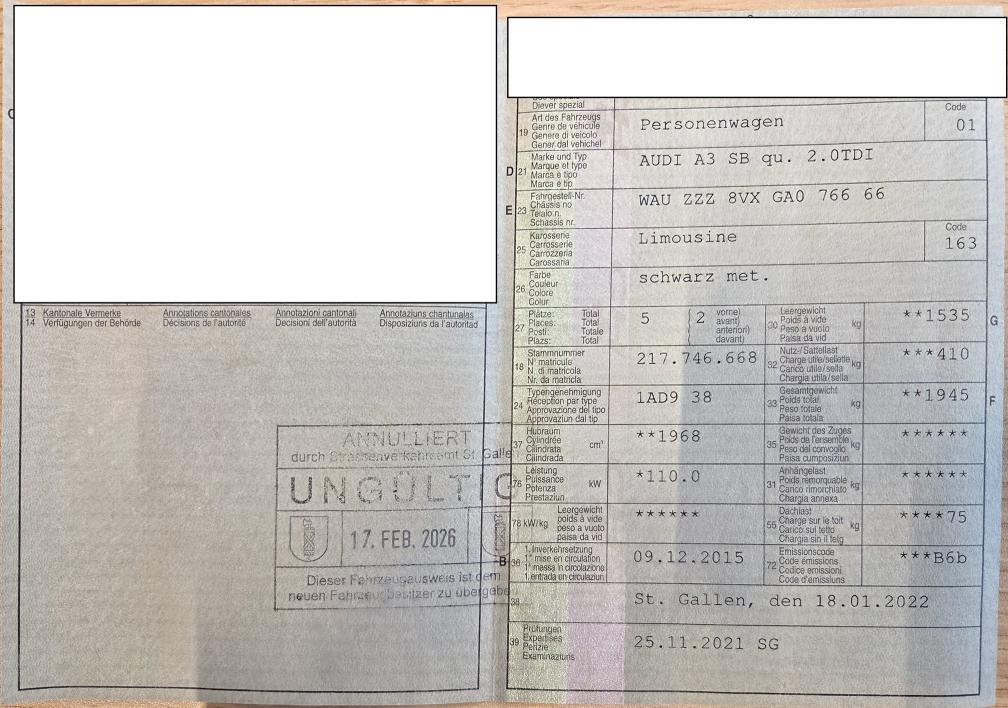 13 Kantonale Vermerke Annotations cantonales Annotazioni cantonali Annotaziuns chantunalas
14 Verfügungen der Behörde Décisions de l'autorité Decisioni dell'autorità Disposiziuns da l'autoritad
ANNULLIERT
durch Strassenverkehrsamt St. Galle
UNGÜLTIG
17. FEB. 2026
Dieser Fahrzeugausweis ist dem
neuen Fahrzeugbesitzer zu übergebe
Diever spezial
19 Art des Fahrzeugs
Genre de véhicule
Genere di veicolo
Gener dal vehichel
Personenwagen
Code
01
D 21 Marke und Typ
Marque et type
Marca e tipo
Marca e tip
AUDI A3 SB qu. 2.0TDI
E 23 Fahrgestell-Nr.
Châssis no
Telaio n.
Schassis nr.
WAU ZZZ 8VX GA0 766 66
25 Karosserie
Carrosserie
Carrozzeria
Carossaria
Limousine
Code
163
26 Farbe
Couleur
Colore
Colur
schwarz met.
27 Plätze: Total
Places: Total
Posti: Totale
Plazs: Total
5 ( 2 vorne)
avant)
anteriori)
davant)
30 Leergewicht
Poids à vide
Peso a vuoto
Paisa da vid
kg
**1535
G
18 Stammnummer
N° matricule
N. di matricola
Nr. da matricla
217.746.668
32 Nutz-/Sattellast
Charge utile/sellette
Carico utile/sella
Chargia utila/sella
kg
***410
24 Typengenehmigung
Réception par type
Approvazione del tipo
Approvaziun dal tip
1AD9 38
33 Gesamtgewicht
Poids total
Peso totale
Paisa totala
kg
**1945
F
37 Hubraum
Cylindrée
Cilindrata
Cilindrada
cm³
**1968
35 Gewicht des Zuges
Poids de l'ensemble
Peso del convoglio
Paisa cumposiziun
kg
******
76 Leistung
Puissance
Potenza
Prestaziun
kW
*110.0
31 Anhängelast
Poids remorquable
Carico rimorchiato
Chargia annexa
kg
******
78 kW/kg Leergewicht
poids à vide
peso a vuoto
paisa da vid
******
55 Dachlast
Charge sur le toit
Carico sul tetto
Chargia sin il tetg
kg
****75
B 36 1. Inverkehrsetzung
1re mise en circulation
1a messa in circolazione
1. entrada en circulaziun
09.12.2015
72 Emissionscode
Code émissions
Codice emissioni
Code d'emissiuns
***B6b
38 St. Gallen, den 18.01.2022
39 Prüfungen
Expertises
Perizie
Examinaziuns
25.11.2021 SG